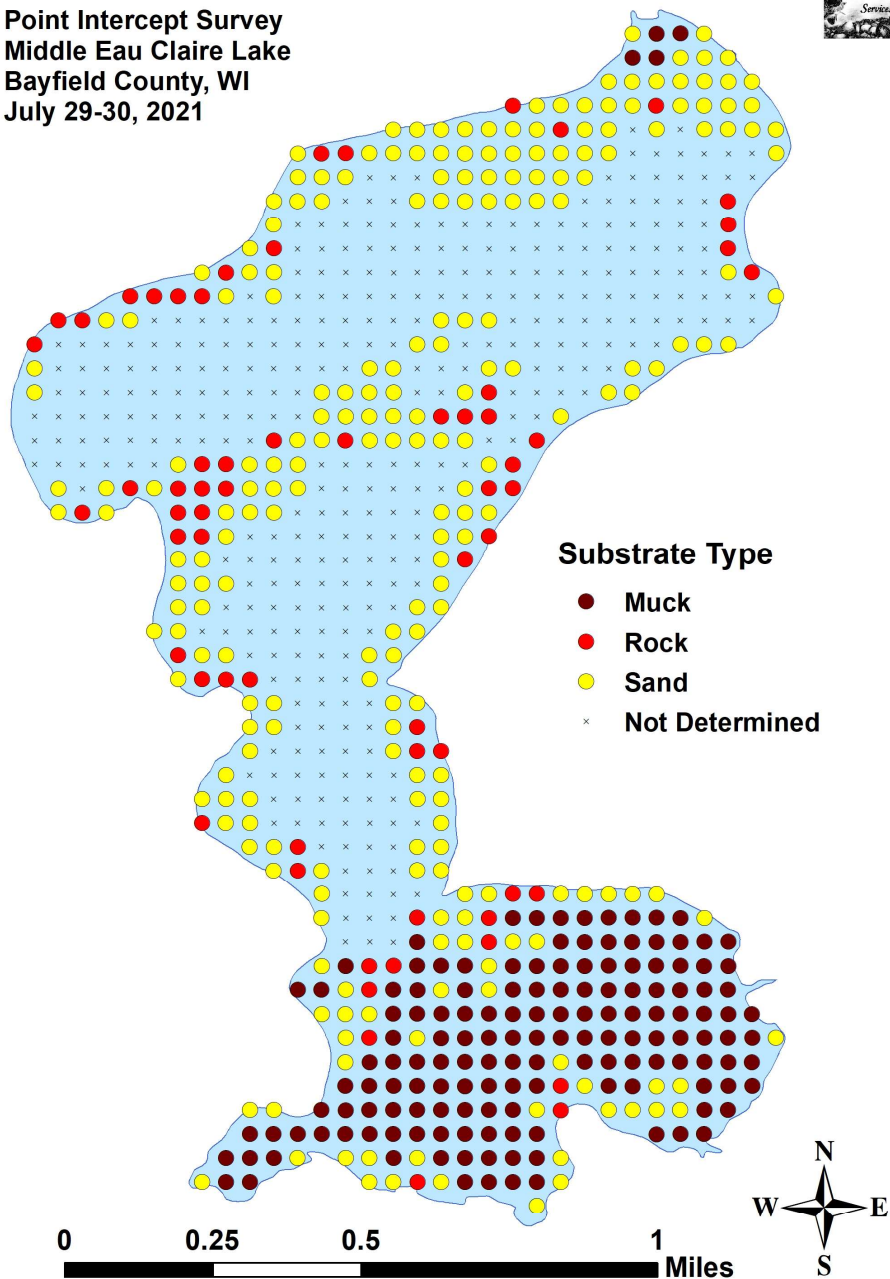 Point Intercept Survey
Middle Eau Claire Lake
Bayfield County, WI
July 29-30, 2021
Services
Substrate Type
Muck
Rock
Sand
Not Determined
N
W E
S
0 0.25 0.5 1
Miles